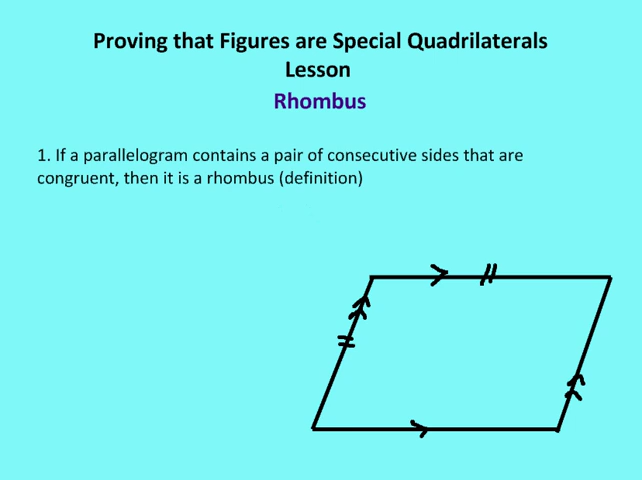 Proving that Figures are Special Quadrilaterals
Lesson
Rhombus
1. If a parallelogram contains a pair of consecutive sides that are
congruent, then it is a rhombus (definition)